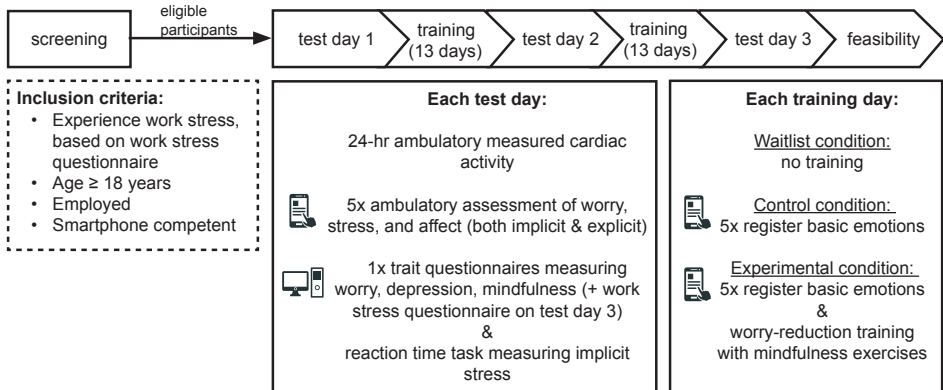 eligible
participants
screening
test day 1
training
(13 days)
test day 2
training
(13 days)
test day 3
feasibility
Inclusion criteria:
• Experience work stress,
based on work stress
questionnaire
• Age ≥ 18 years
• Employed
• Smartphone competent
Each test day:
24-hr ambulatory measured cardiac
activity
5x ambulatory assessment of worry,
stress, and affect (both implicit & explicit)
1x trait questionnaires measuring
worry, depression, mindfulness (+ work
stress questionnaire on test day 3)
&
reaction time task measuring implicit
stress
Each training day:
Waitlist condition:
no training
Control condition:
5x register basic emotions
Experimental condition:
5x register basic emotions
&
worry-reduction training
with mindfulness exercises